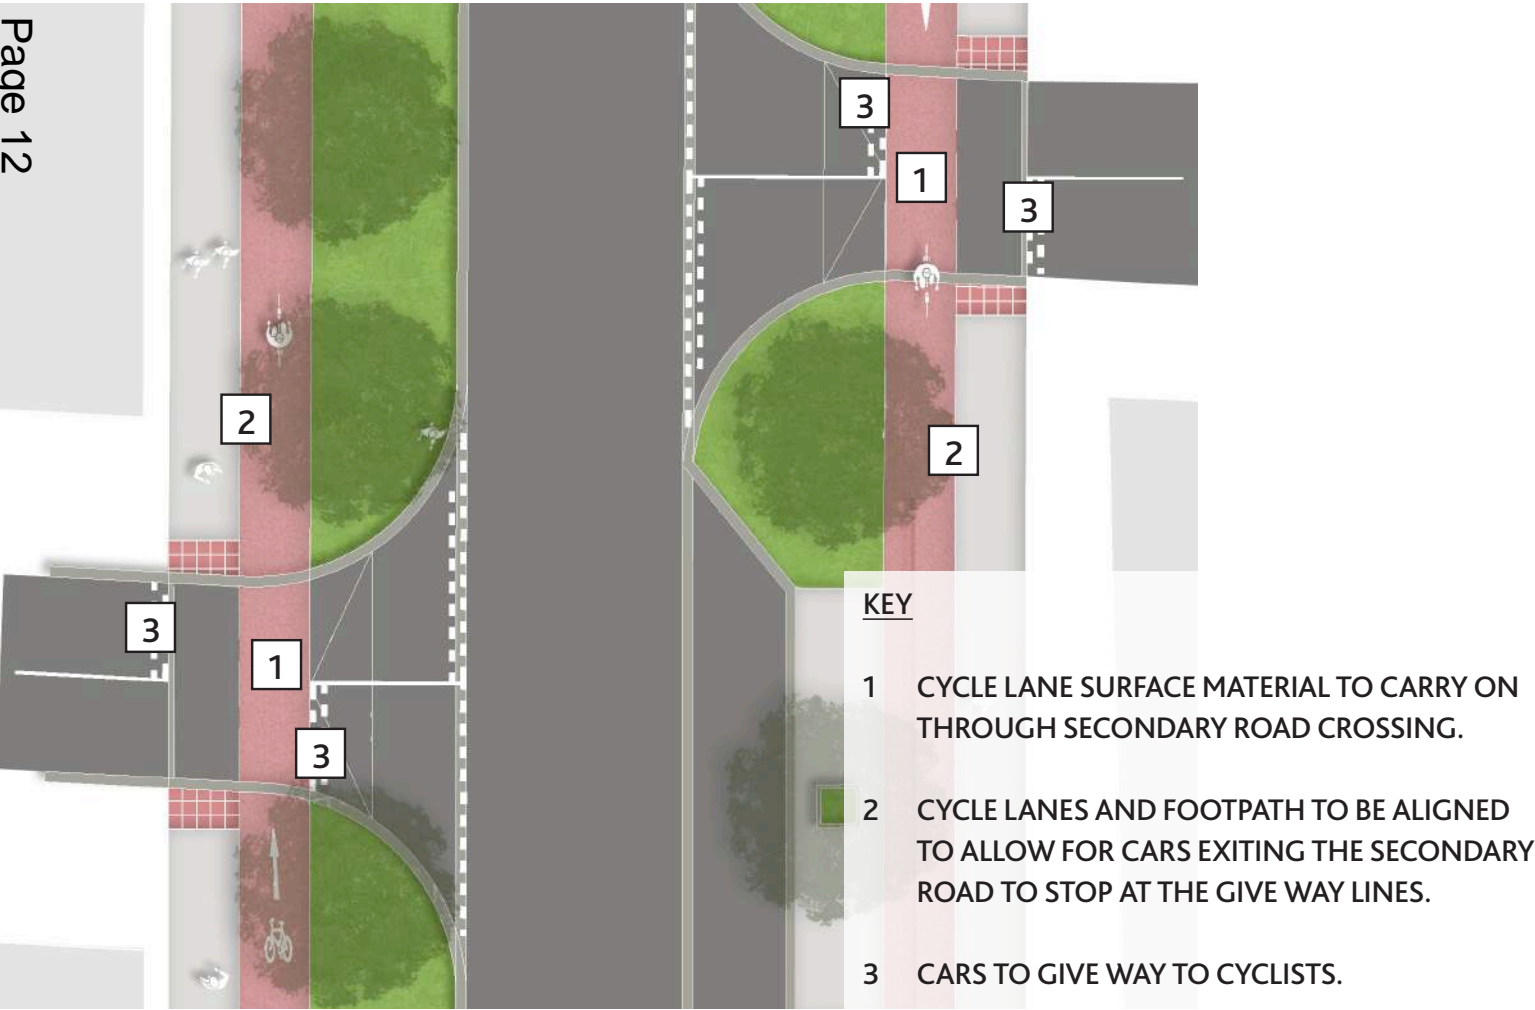 Page 12
3
1
3
2
2
3
1
3
KEY
1 CYCLE LANE SURFACE MATERIAL TO CARRY ON
THROUGH SECONDARY ROAD CROSSING.
2 CYCLE LANES AND FOOTPATH TO BE ALIGNED
TO ALLOW FOR CARS EXITING THE SECONDARY
ROAD TO STOP AT THE GIVE WAY LINES.
3 CARS TO GIVE WAY TO CYCLISTS.